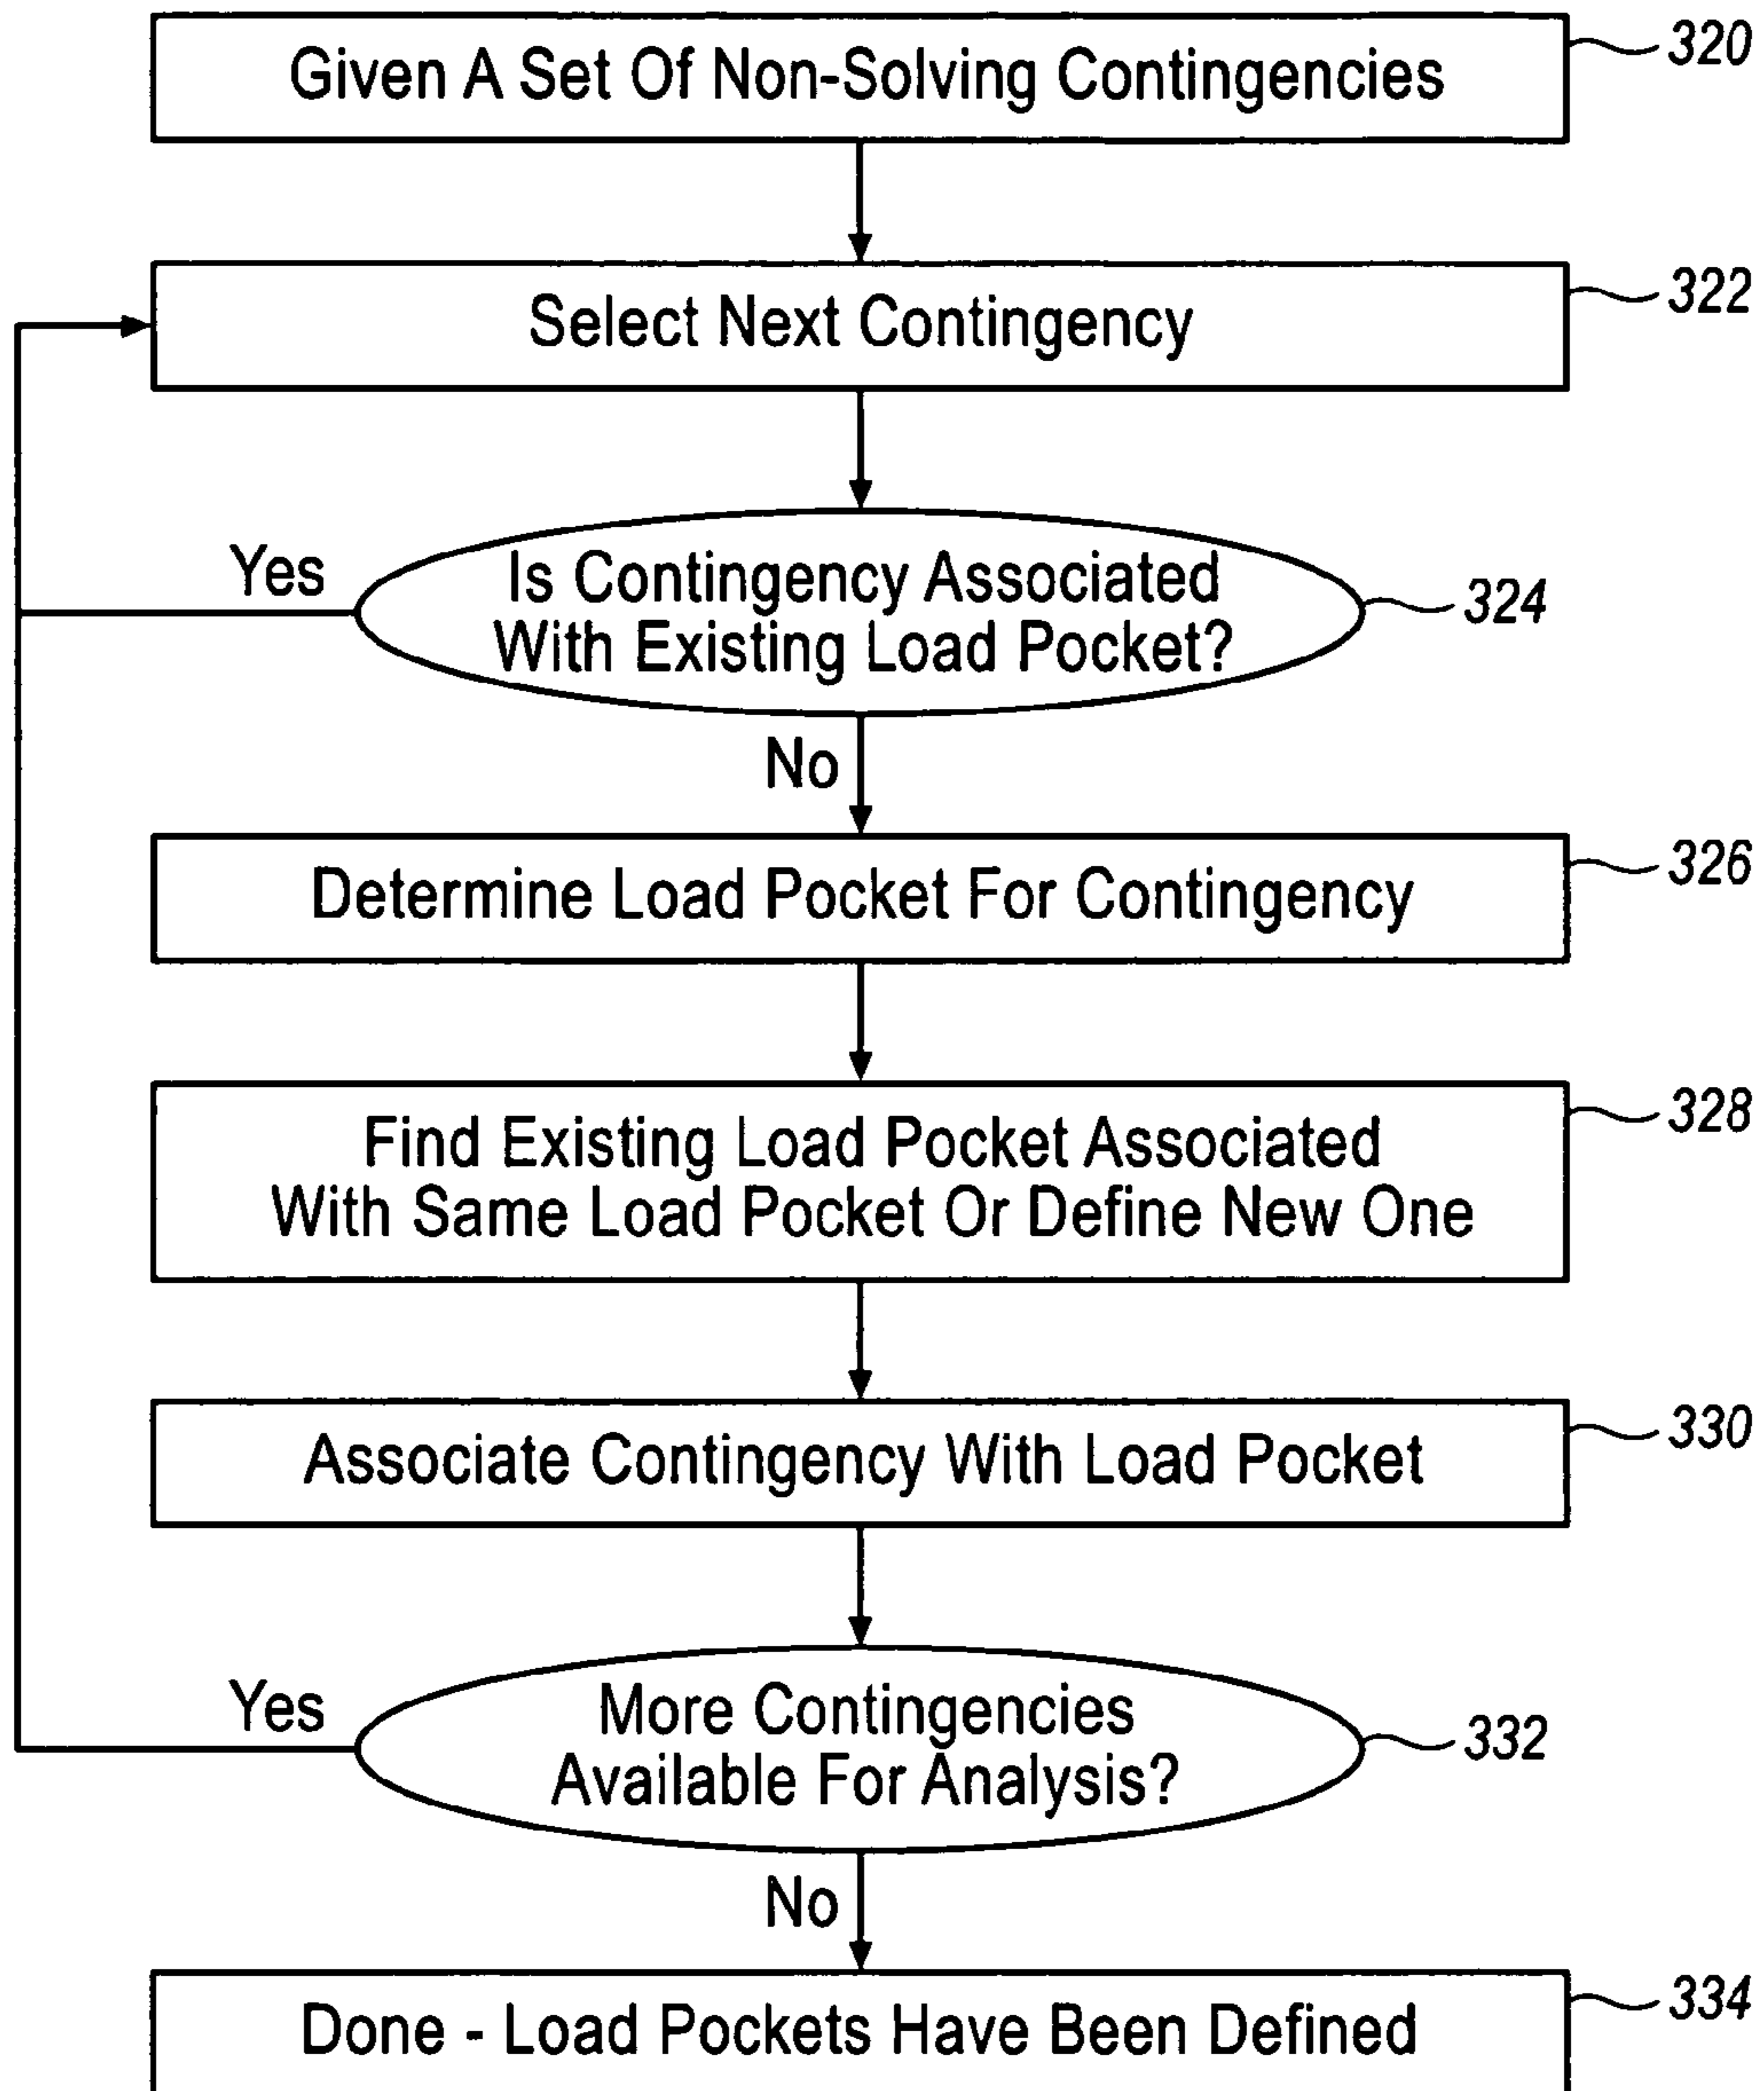 Given A Set Of Non-Solving Contingencies
320
Select Next Contingency
322
Yes
Is Contingency Associated
With Existing Load Pocket?
324
No
Determine Load Pocket For Contingency
326
Find Existing Load Pocket Associated
With Same Load Pocket Or Define New One
328
Associate Contingency With Load Pocket
330
Yes
More Contingencies
Available For Analysis?
332
No
Done - Load Pockets Have Been Defined
334